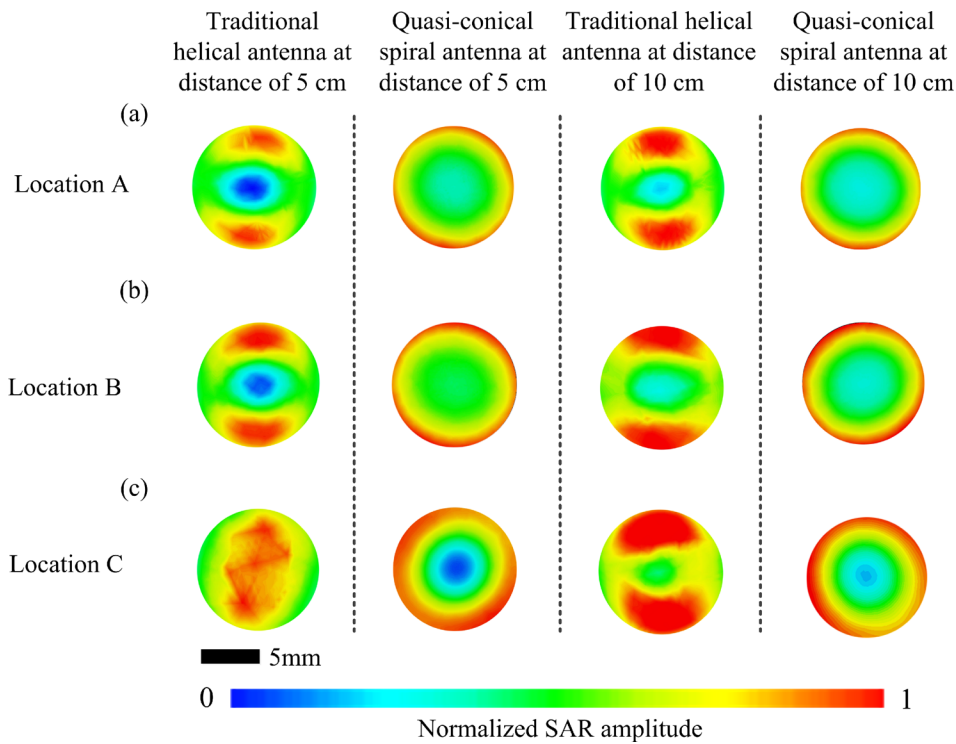 Traditional
helical antenna at
distance of 5 cm
Quasi-conical
spiral antenna at
distance of 5 cm
Traditional helical
antenna at distance
of 10 cm
Quasi-conical
spiral antenna at
distance of 10 cm
(a)
Location A
(b)
Location B
(c)
Location C
5mm
0
1
Normalized SAR amplitude